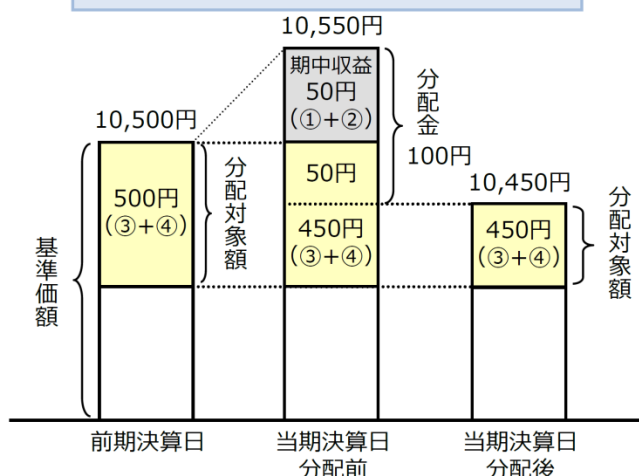 10,550円
期中収益
50円
(①+②)
分配金
100円
10,500円
500円
(③+④)
分配対象額
50円
450円
(③+④)
10,450円
450円
(③+④)
分配対象額
基準価額
前期決算日
当期決算日
分配前
当期決算日
分配後